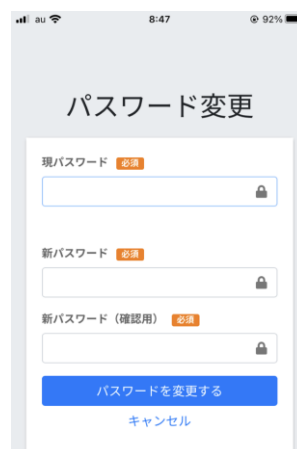 au 8:47 92%
パスワード変更
現パスワード 必須
新パスワード 必須
新パスワード（確認用） 必須
パスワードを変更する
キャンセル